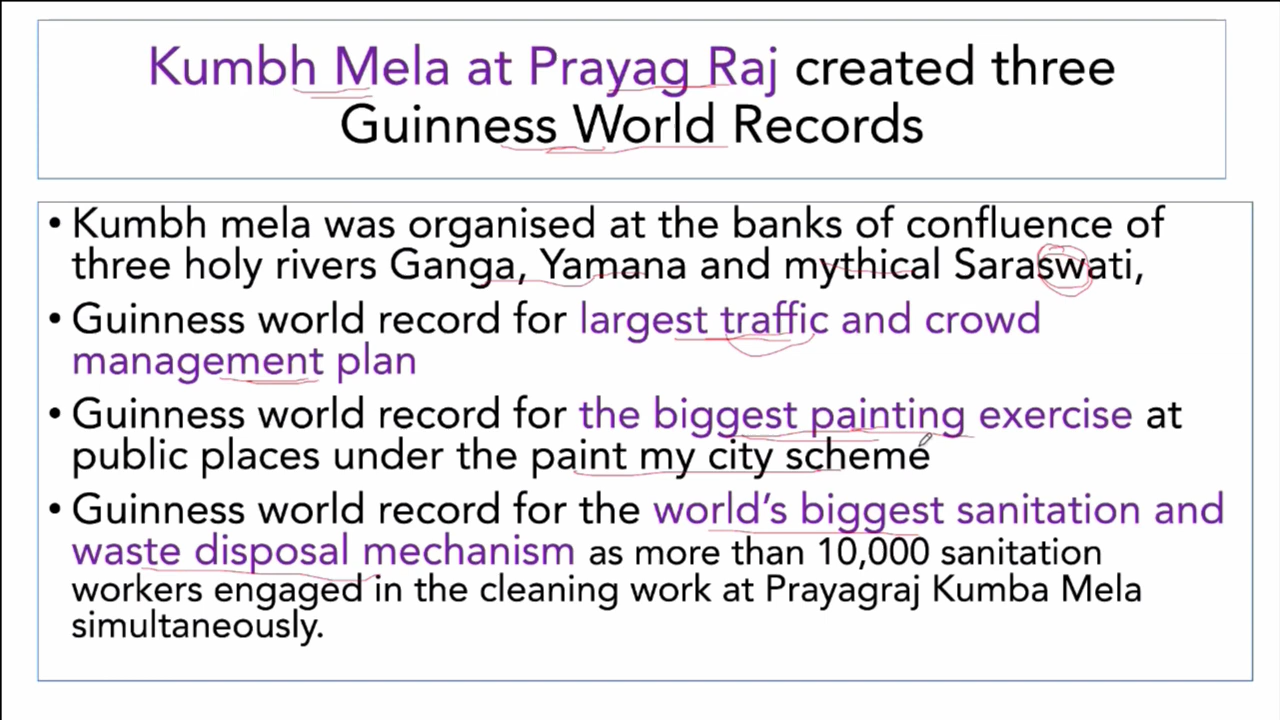 Kumbh Mela at Prayag Raj created three
Guinness World Records
• Kumbh mela was organised at the banks of confluence of
three holy rivers Ganga, Yamana and mythical Saraswati,
• Guinness world record for largest traffic and crowd
management plan
• Guinness world record for the biggest painting exercise at
public places under the paint my city scheme
• Guinness world record for the world's biggest sanitation and
waste disposal mechanism as more than 10,000 sanitation
workers engaged in the cleaning work at Prayagraj Kumba Mela
simultaneously.